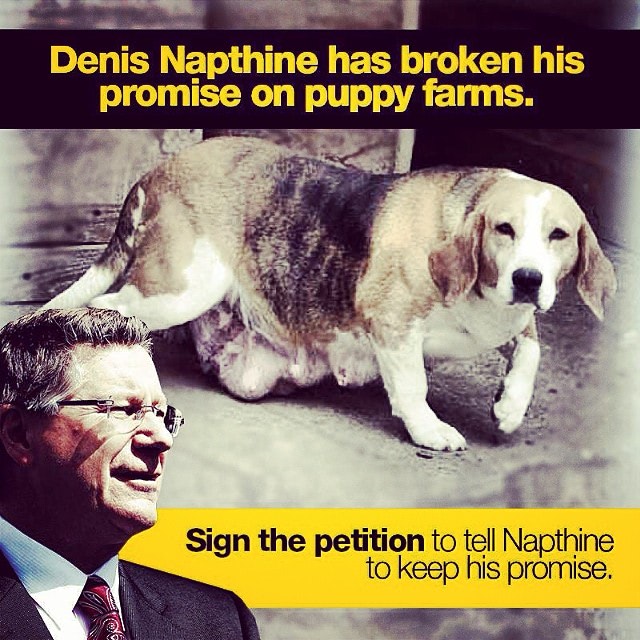 Denis Napthine has broken his
promise on puppy farms.
Sign the petition to tell Napthine
to keep his promise.